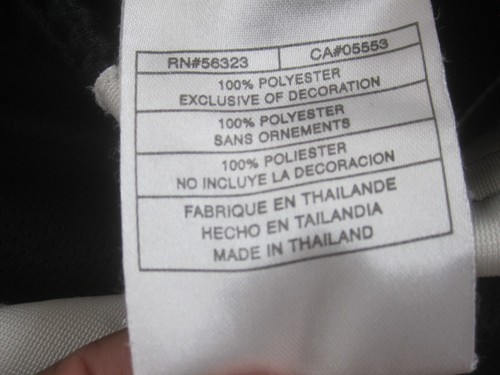 RN#56323 CA#05553
100% POLYESTER
EXCLUSIVE OF DECORATION
100% POLYESTER
SANS ORNEMENTS
100% POLIESTER
NO INCLUYE LA DECORACION
FABRIQUE EN THAILANDE
HECHO EN TAILANDIA
MADE IN THAILAND